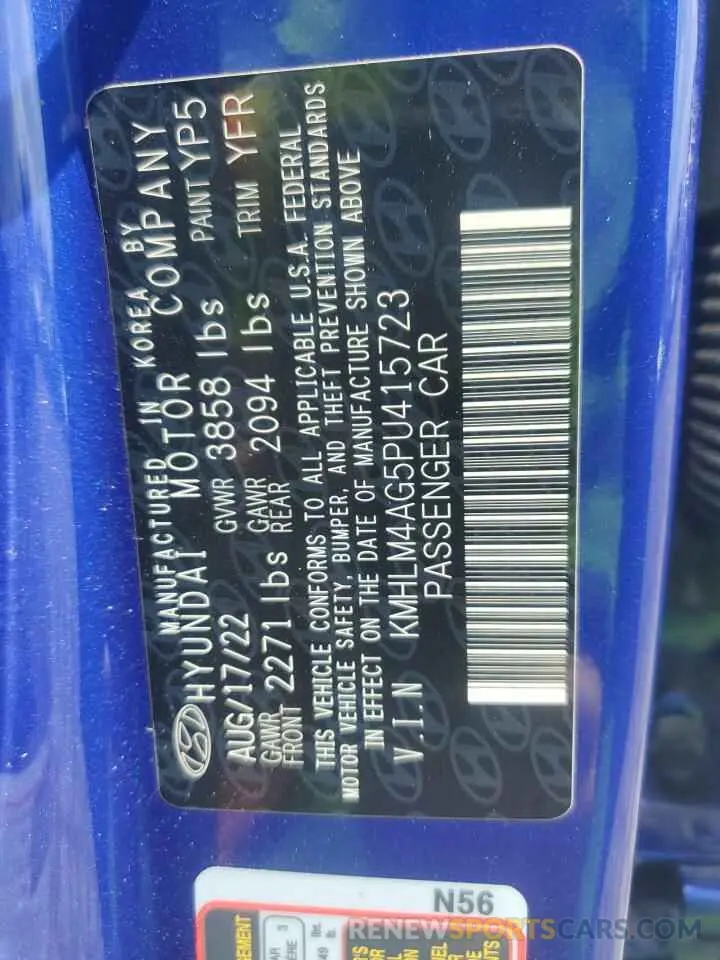 MANUFACTURED IN KOREA BY
HYUNDAI MOTOR COMPANY
AUG/17/22 GVWR 3858 lbs PAINT YP5
GAWR FRONT 2271 lbs GAWR REAR 2094 lbs TRIM YFR
THIS VEHICLE CONFORMS TO ALL APPLICABLE U.S.A. FEDERAL
MOTOR VEHICLE SAFETY, BUMPER, AND THEFT PREVENTION STANDARDS
IN EFFECT ON THE DATE OF MANUFACTURE SHOWN ABOVE
V.I.N KMHLM4AG5PU415723
PASSENGER CAR
N56
RENEWSPORTSCARS.COM